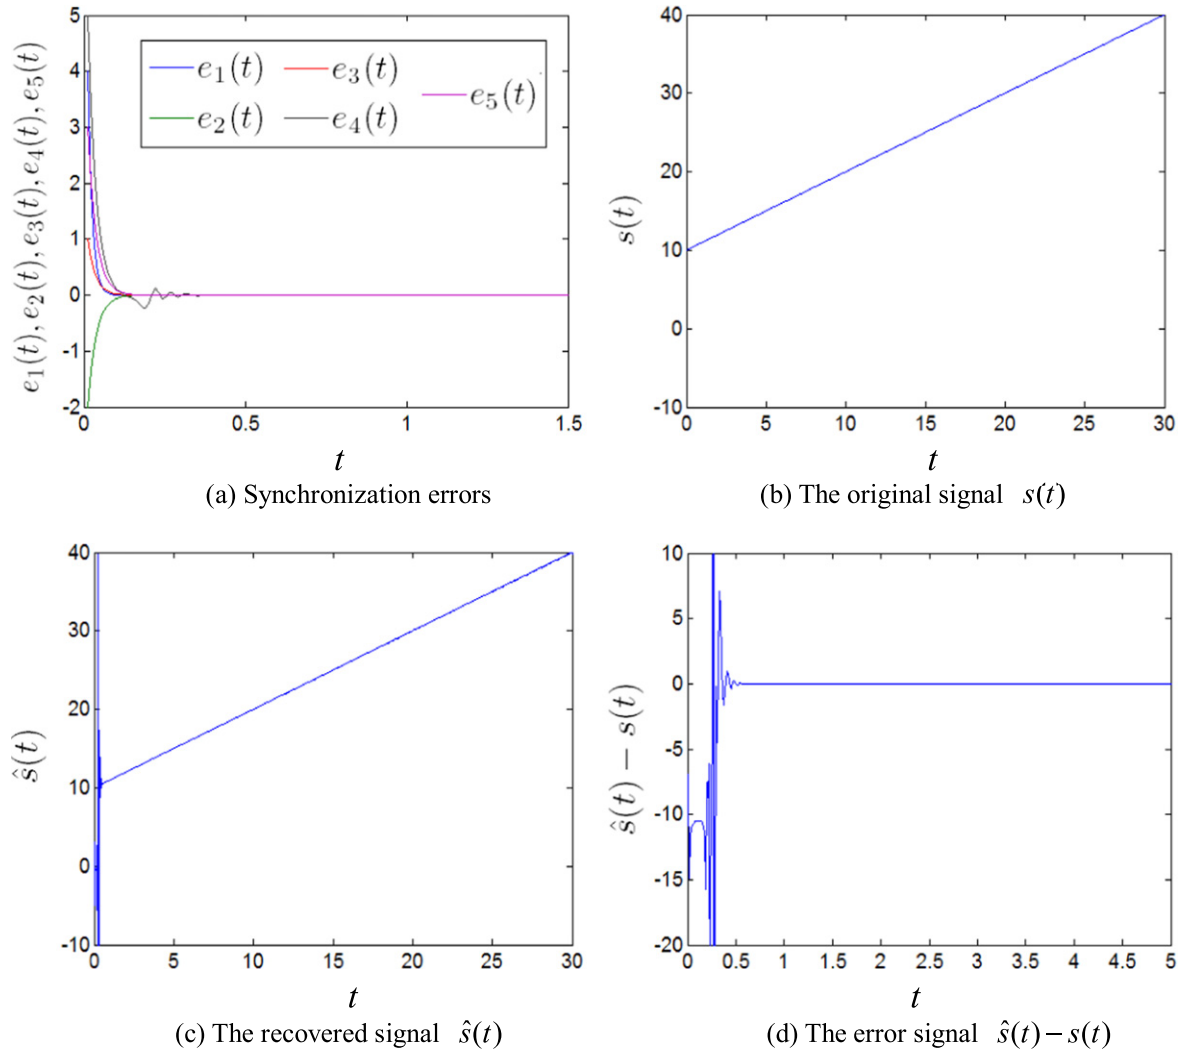 e₁(t), e₂(t), e₃(t), e₄(t), e₅(t)
5
4
3
2
1
0
-1
-2
e₁(t) e₃(t) e₅(t)
e₂(t) e₄(t)
0 0.5 1 1.5
t
(a) Synchronization errors
s(t)
40
30
20
10
0
-10
0 5 10 15 20 25 30
t
(b) The original signal s(t)
ŝ(t)
40
30
20
10
0
-10
0 5 10 15 20 25 30
t
(c) The recovered signal ŝ(t)
ŝ(t) − s(t)
10
5
0
-5
-10
-15
-20
0 0.5 1 1.5 2 2.5 3 3.5 4 4.5 5
t
(d) The error signal ŝ(t) − s(t)